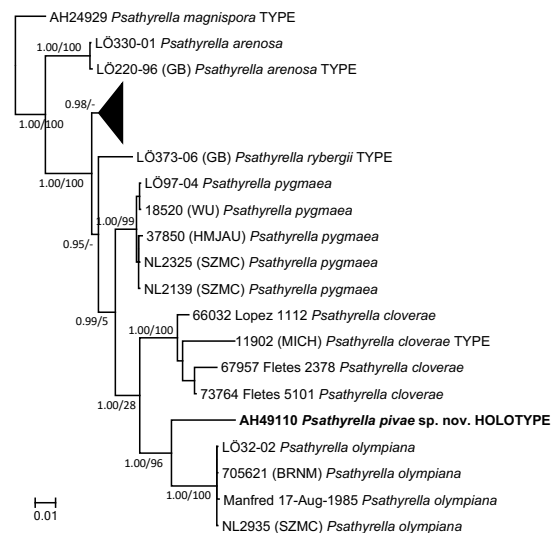 AH24929 Psathyrella magnispora TYPE
LÖ330-01 Psathyrella arenosa
1.00/100
LÖ220-96 (GB) Psathyrella arenosa TYPE
0.98/-
1.00/100
LÖ373-06 (GB) Psathyrella rybergii TYPE
1.00/100
LÖ97-04 Psathyrella pygmaea
18520 (WU) Psathyrella pygmaea
1.00/99
37850 (HMJAU) Psathyrella pygmaea
0.95/-
NL2325 (SZMC) Psathyrella pygmaea
NL2139 (SZMC) Psathyrella pygmaea
66032 Lopez 1112 Psathyrella cloverae
0.99/5
1.00/100
11902 (MICH) Psathyrella cloverae TYPE
67957 Fletes 2378 Psathyrella cloverae
73764 Fletes 5101 Psathyrella cloverae
1.00/28
AH49110 Psathyrella pivae sp. nov. HOLOTYPE
LÖ32-02 Psathyrella olympiana
1.00/96
705621 (BRNM) Psathyrella olympiana
1.00/100
Manfred 17-Aug-1985 Psathyrella olympiana
NL2935 (SZMC) Psathyrella olympiana
0.01